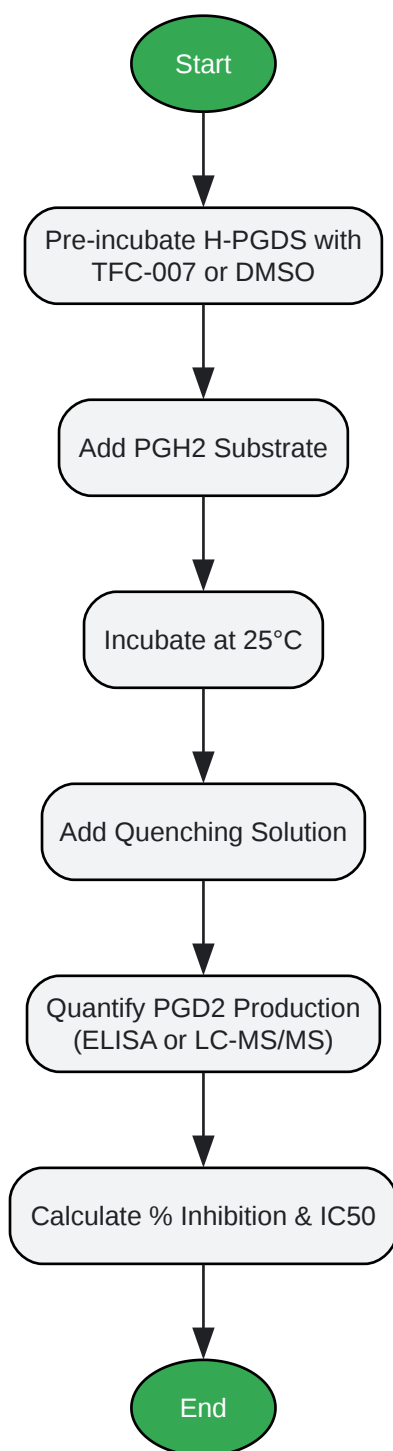 Start
Pre-incubate H-PGDS with
TFC-007 or DMSO
Add PGH2 Substrate
Incubate at 25°C
Add Quenching Solution
Quantify PGD2 Production
(ELISA or LC-MS/MS)
Calculate % Inhibition & IC50
End